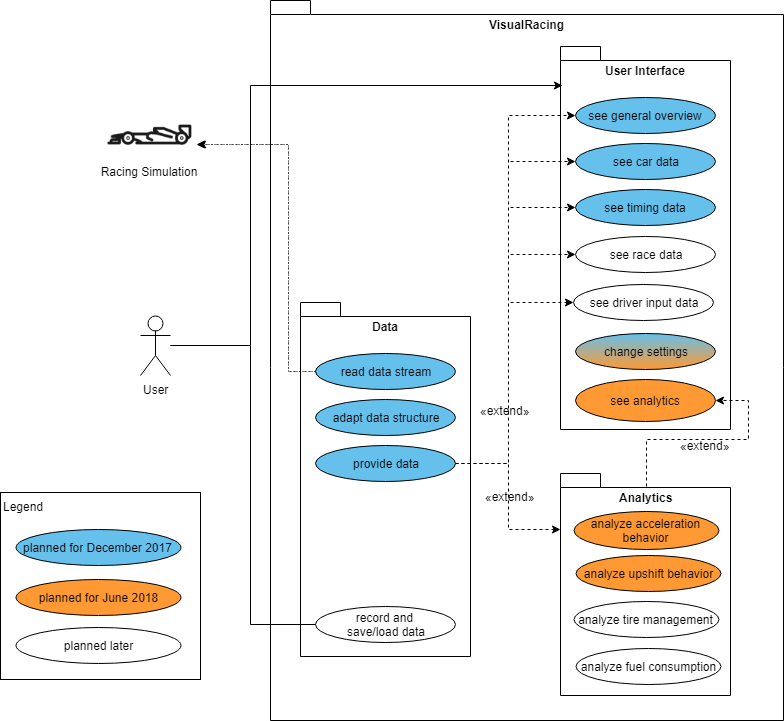 VisualRacing
User Interface
see general overview
see car data
see timing data
see race data
see driver input data
change settings
see analytics
Racing Simulation
User
Data
read data stream
adapt data structure
provide data
record and
save/load data
«extend»
«extend»
«extend»
Analytics
analyze acceleration
behavior
analyze upshift behavior
analyze tire management
analyze fuel consumption
Legend
planned for December 2017
planned for June 2018
planned later